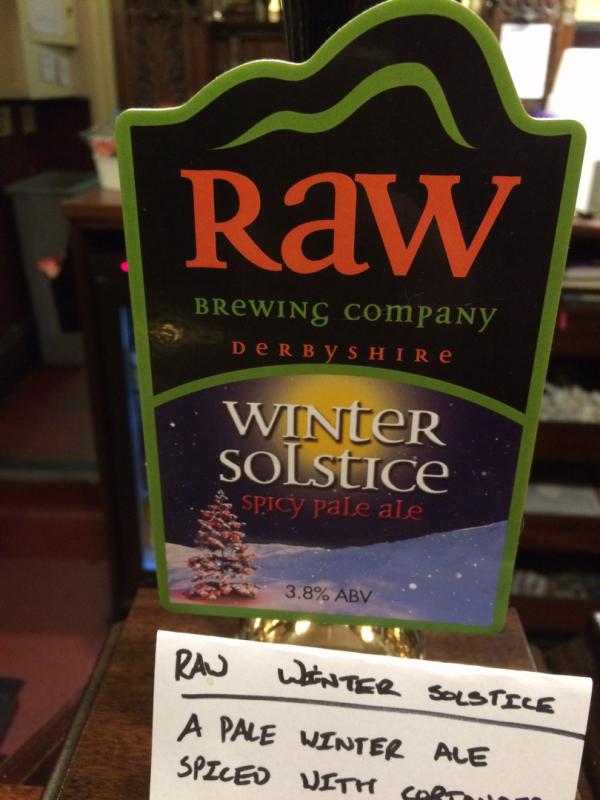 Raw
Brewing Company
Derbyshire
Winter
Solstice
Spicy Pale Ale
3.8% ABV
RAW WINTER SOLSTICE
A PALE WINTER ALE
SPICED WITH